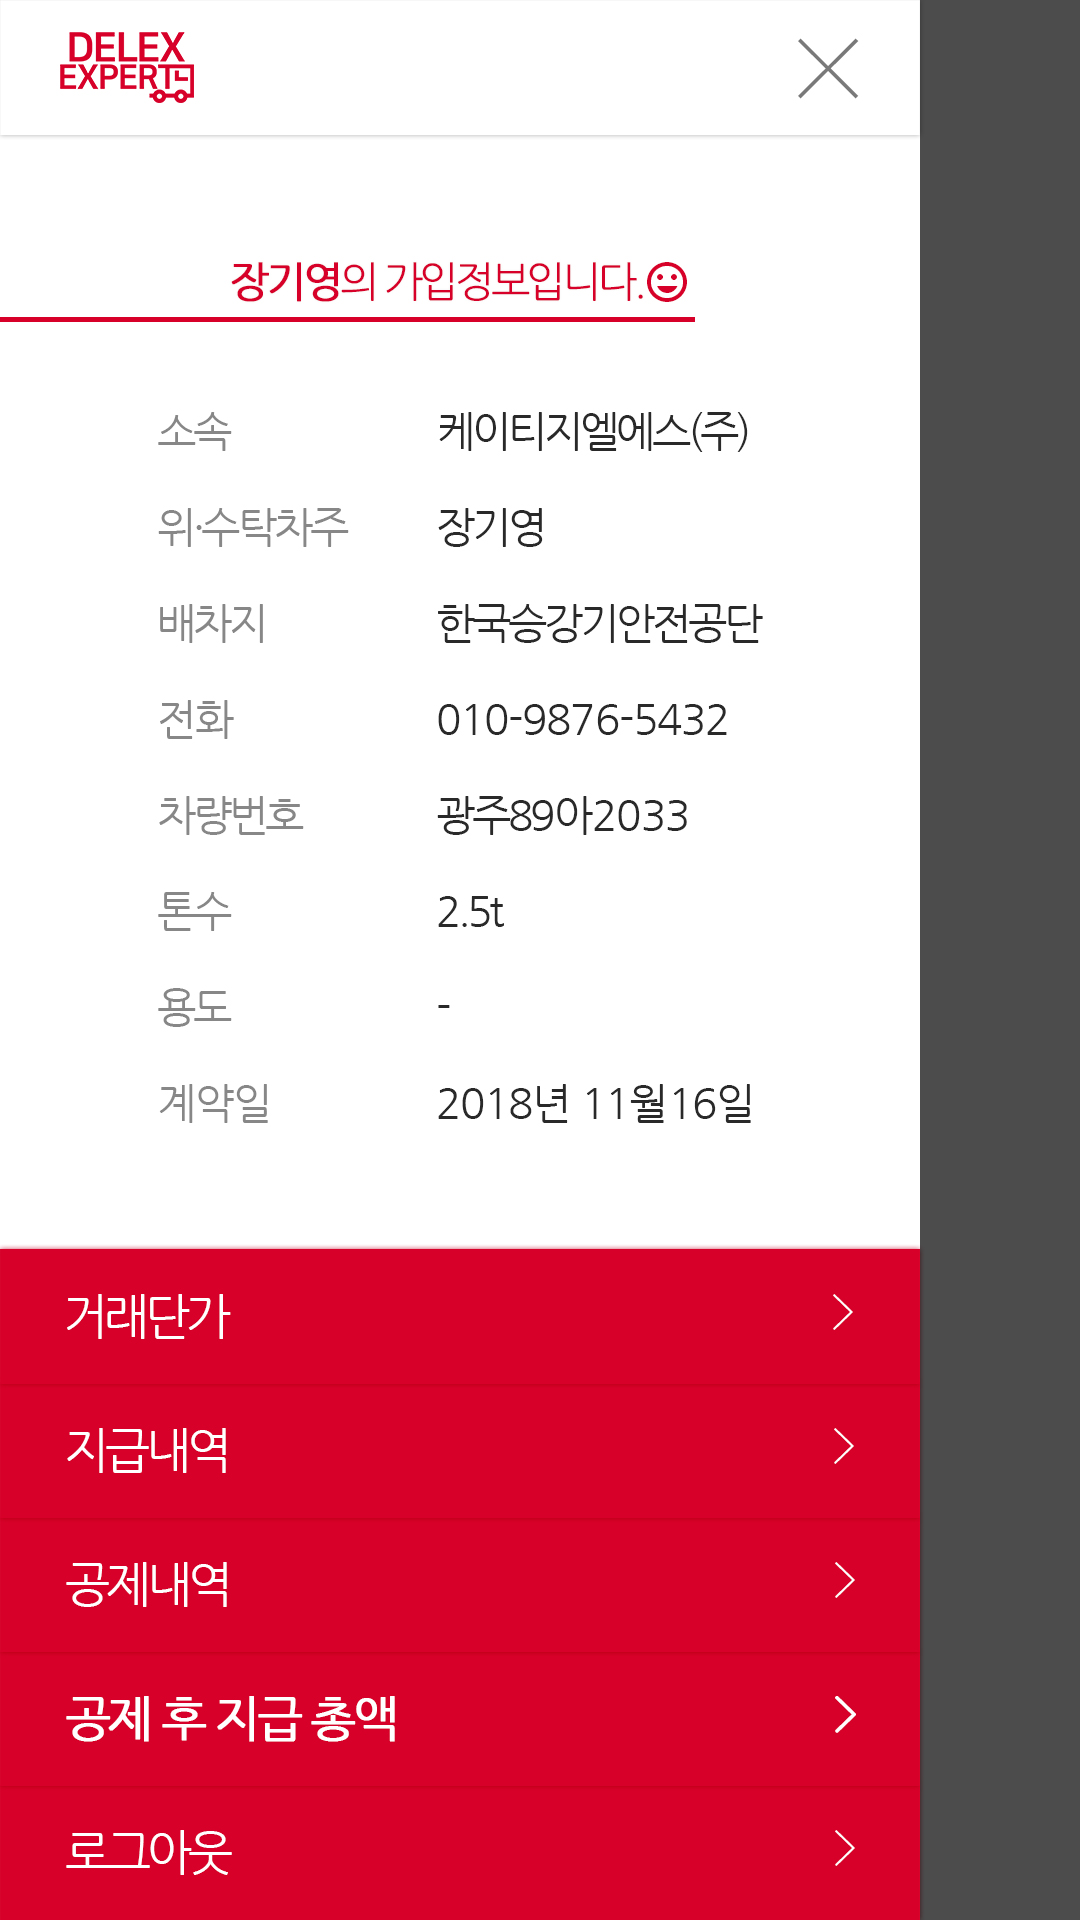 DELEX
EXPERT
장기영의 가입정보입니다.
소속 케이티지엘에스(주)
위·수탁차주 장기영
배차지 한국승강기안전공단
전화 010-9876-5432
차량번호 광주89아2033
톤수 2.5t
용도 -
계약일 2018년 11월16일
거래단가
지급내역
공제내역
공제 후 지급 총액
로그아웃